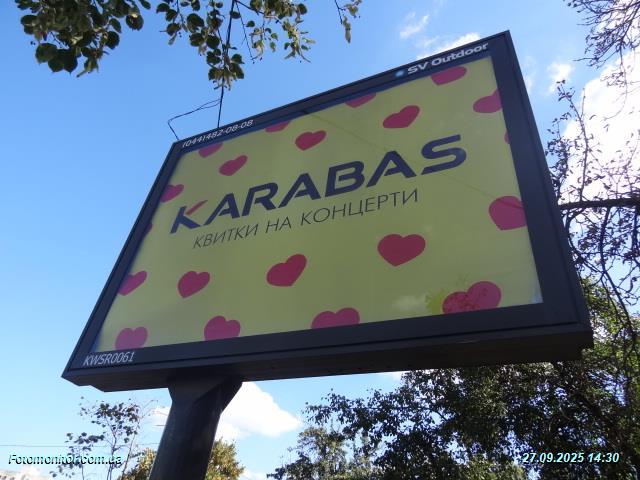 SV Outdoor
(044)482-08-08
KARABAS
КВИТКИ НА КОНЦЕРТИ
KWSR0061
Fotomonitor.com.ua
27.09.2025 14:30